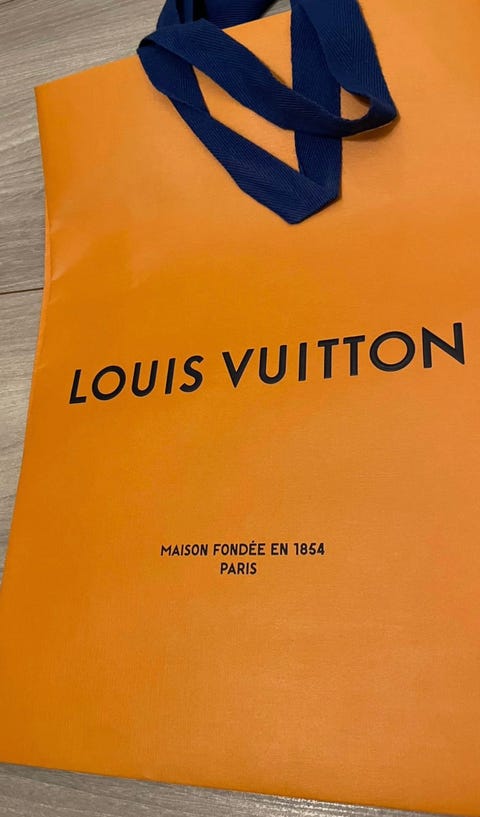 LOUIS VUITTON
MAISON FONDÉE EN 1854
PARIS